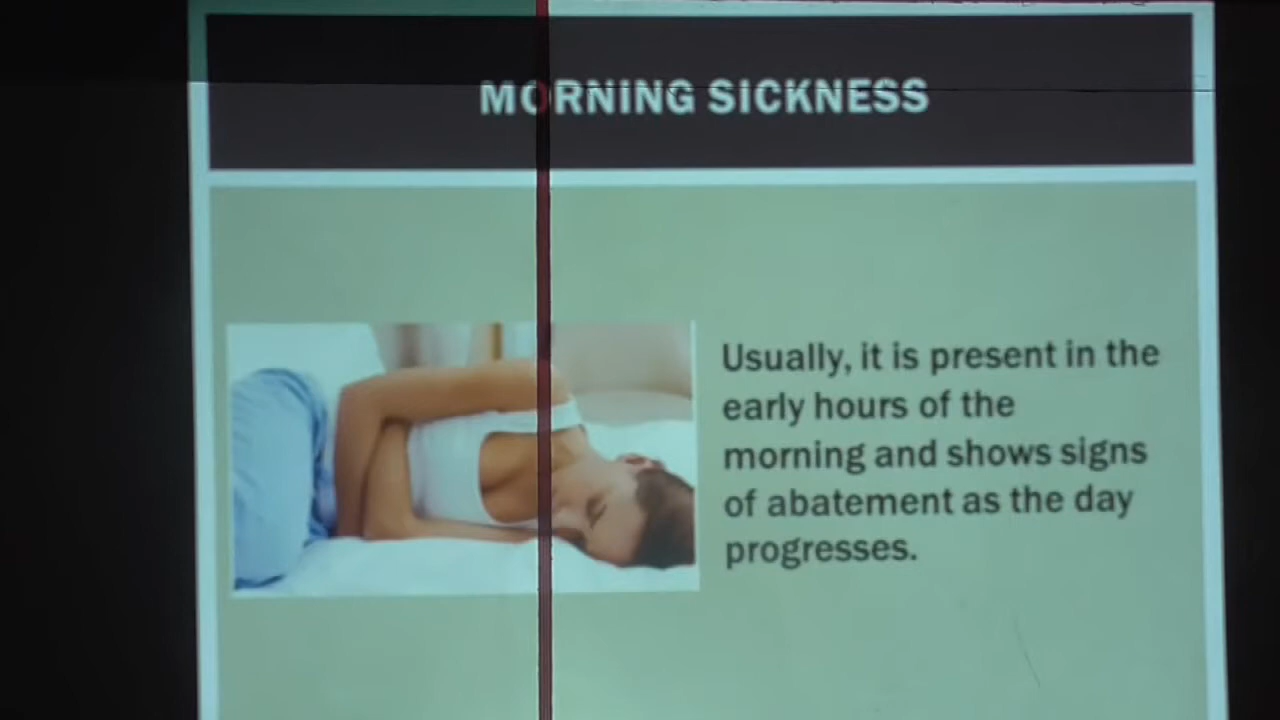 MORNING SICKNESS
Usually, it is present in the
early hours of the
morning and shows signs
of abatement as the day
progresses.